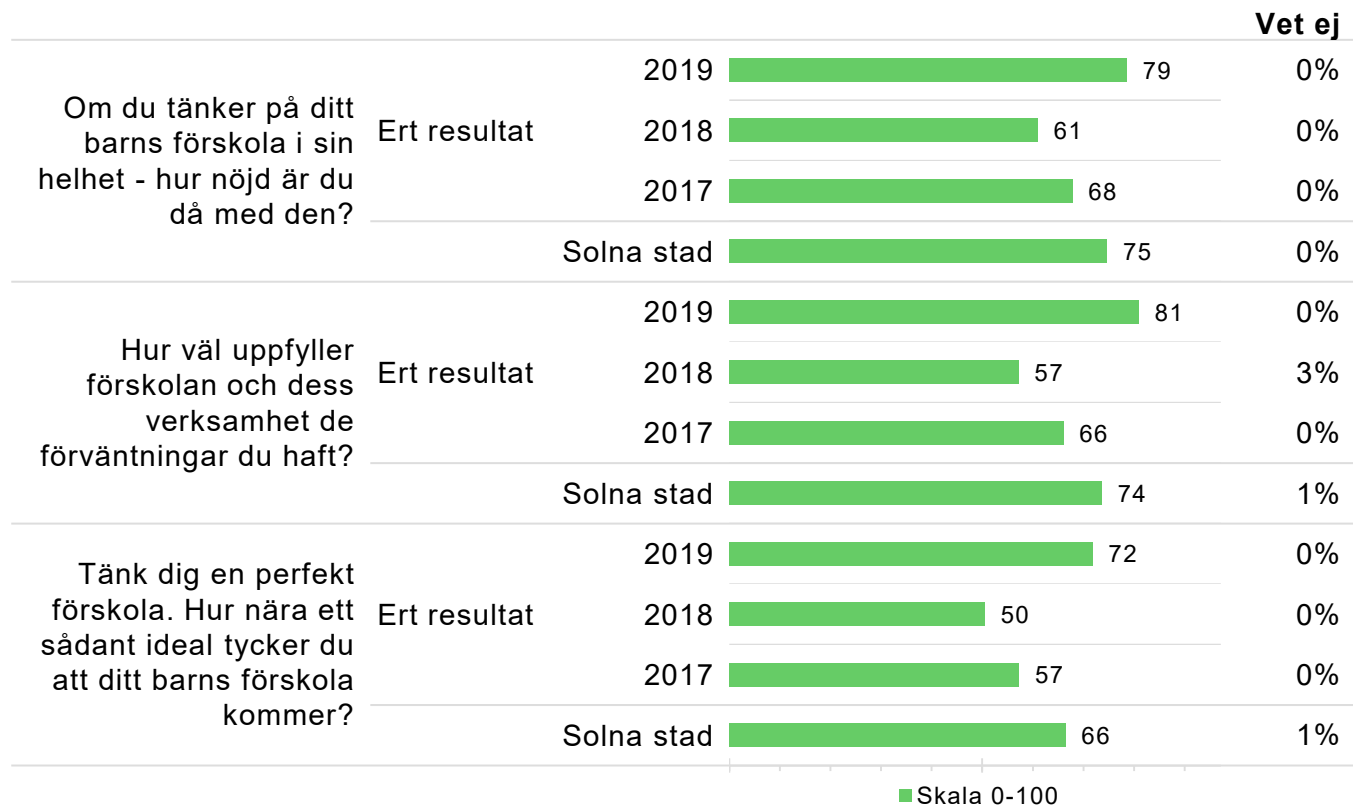 Vet ej
Om du tänker på ditt
barns förskola i sin
helhet - hur nöjd är du
då med den?
Ert resultat
2019 79 0%
2018 61 0%
2017 68 0%
Solna stad 75 0%
Hur väl uppfyller
förskolan och dess
verksamhet de
förväntningar du haft?
Ert resultat
2019 81 0%
2018 57 3%
2017 66 0%
Solna stad 74 1%
Tänk dig en perfekt
förskola. Hur nära ett
sådant ideal tycker du
att ditt barns förskola
kommer?
Ert resultat
2019 72 0%
2018 50 0%
2017 57 0%
Solna stad 66 1%
Skala 0-100